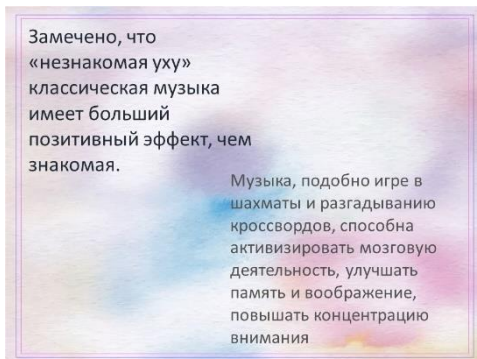 Замечено, что
«незнакомая уху»
классическая музыка
имеет больший
позитивный эффект, чем
знакомая.
Музыка, подобно игре в
шахматы и разгадыванию
кроссвордов, способна
активизировать мозговую
деятельность, улучшать
память и воображение,
повышать концентрацию
внимания